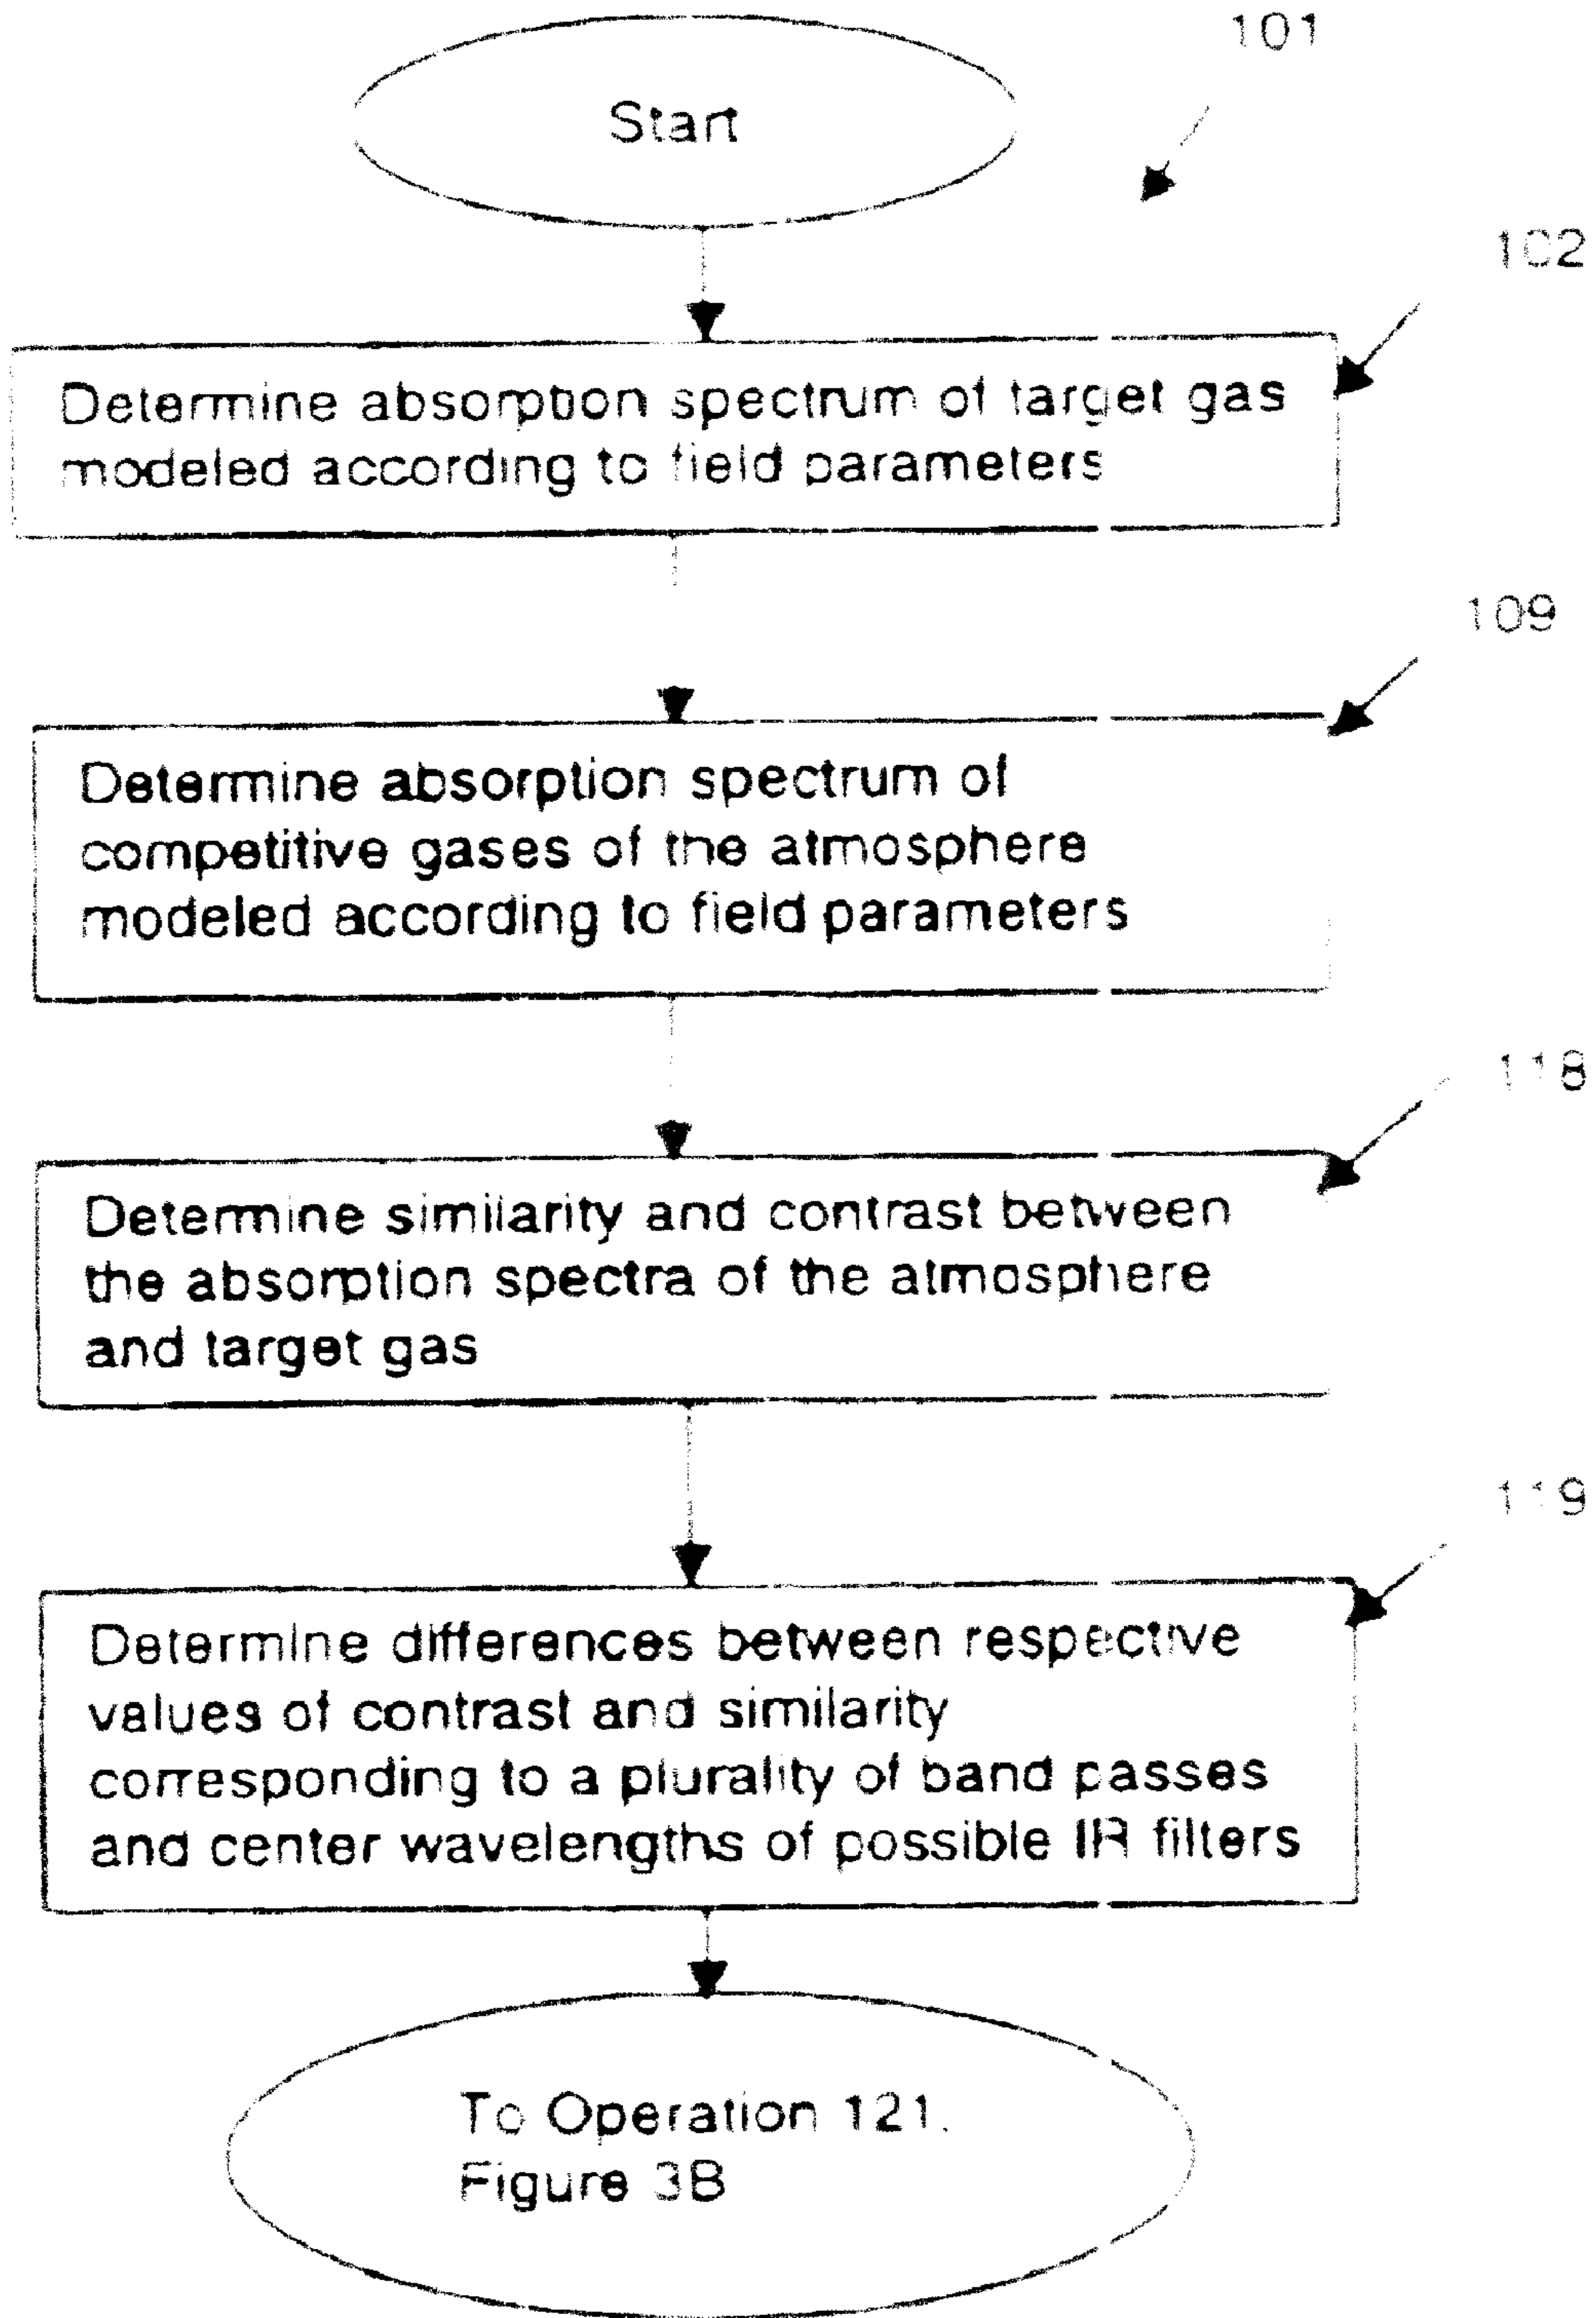 101
Start
102
Determine absorption spectrum of target gas
modeled according to field parameters
109
Determine absorption spectrum of
competitive gases of the atmosphere
modeled according to field parameters
118
Determine similarity and contrast between
the absorption spectra of the atmosphere
and target gas
119
Determine differences between respective
values of contrast and similarity
corresponding to a plurality of band passes
and center wavelengths of possible IR filters
To Operation 121.
Figure 3B